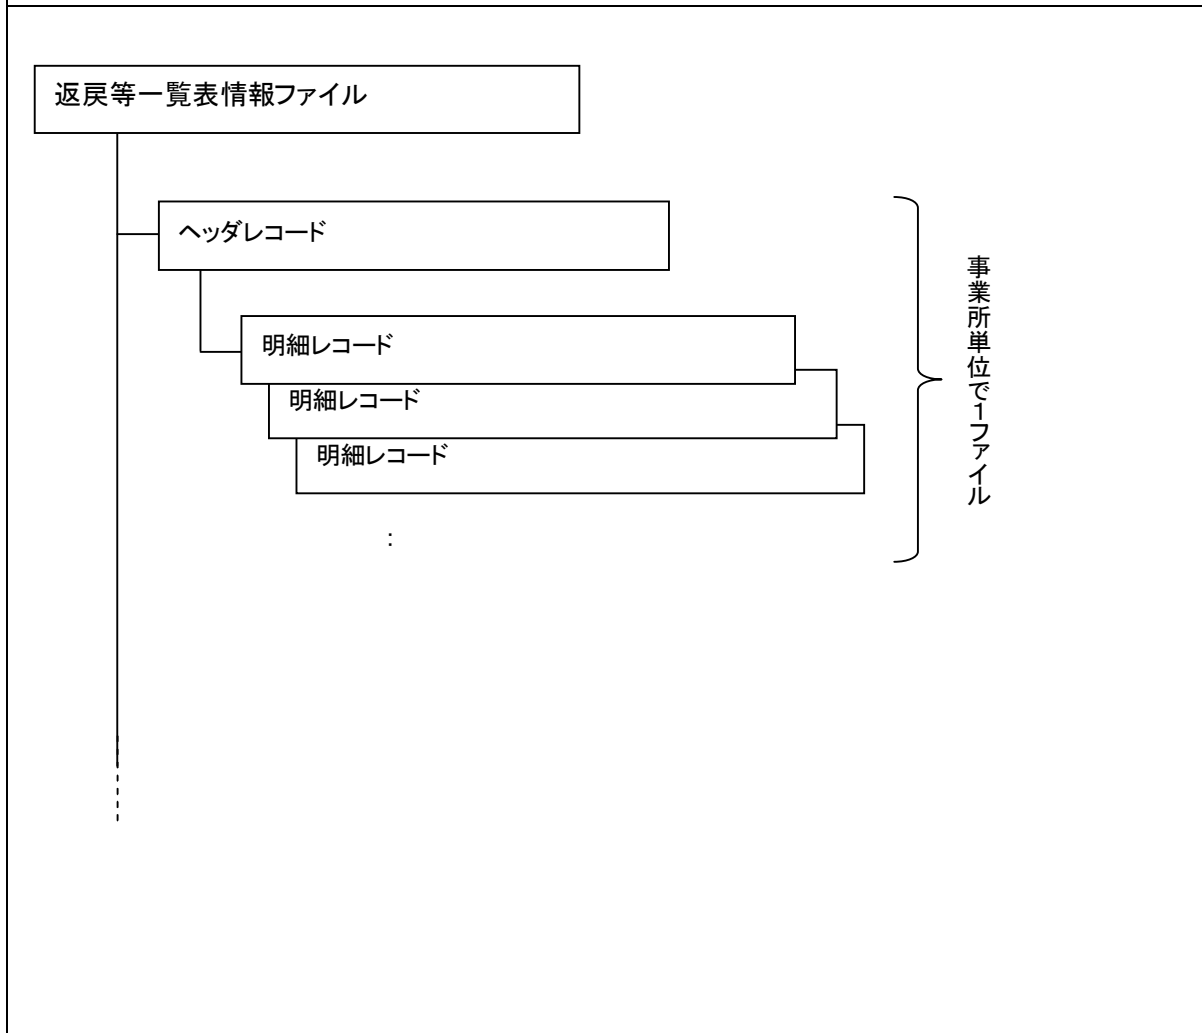 返戻等一覧表情報ファイル
ヘッダレコード
明細レコード
明細レコード
明細レコード
:
事業所単位で1ファイル